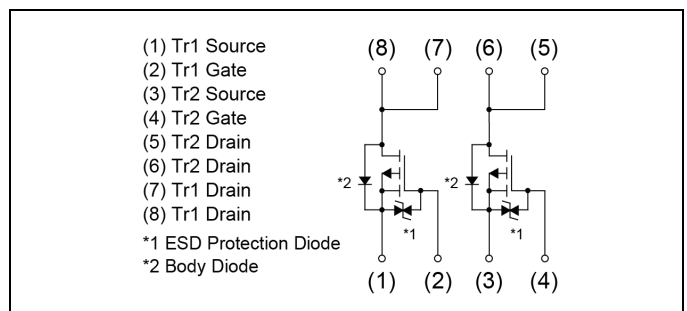 (1) Tr1 Source
(2) Tr1 Gate
(3) Tr2 Source
(4) Tr2 Gate
(5) Tr2 Drain
(6) Tr2 Drain
(7) Tr1 Drain
(8) Tr1 Drain
*1 ESD Protection Diode
*2 Body Diode
(8) (7) (6) (5)
*2 *2
*1 *1
(1) (2) (3) (4)